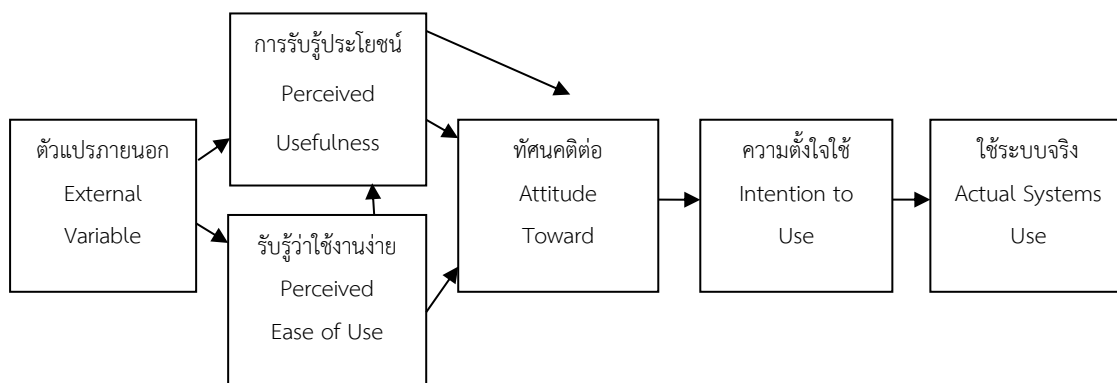 การรับรู้ประโยชน์
Perceived
Usefulness
ตัวแปรภายนอก
External
Variable
รับรู้ว่าใช้งานง่าย
Perceived
Ease of Use
ทัศนคติต่อ
Attitude
Toward
ความตั้งใจใช้
Intention to
Use
ใช้ระบบจริง
Actual Systems
Use